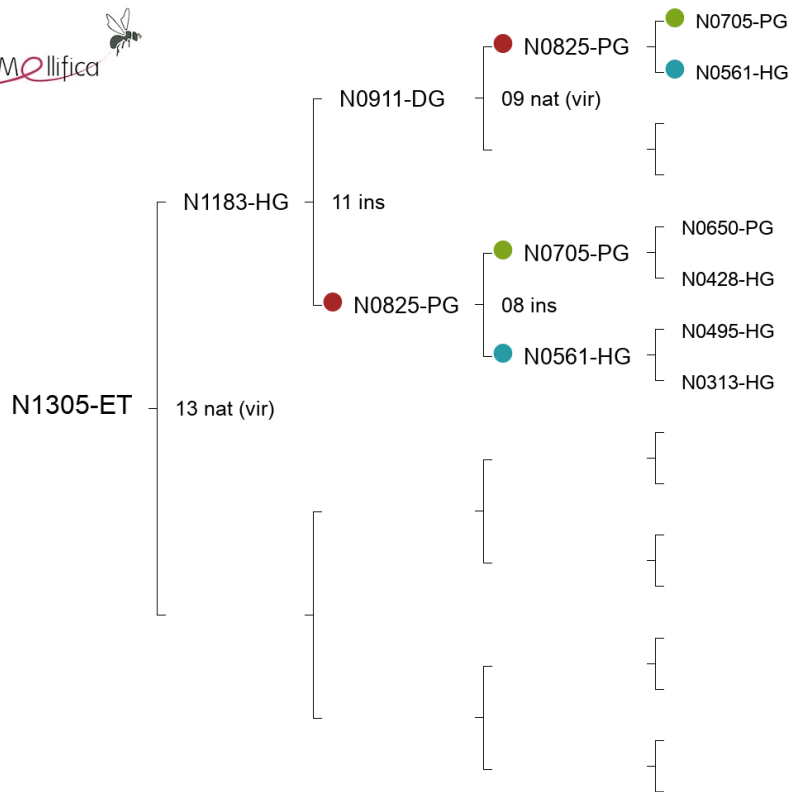 Mellifica
N0705-PG
N0825-PG
N0561-HG
N0911-DG
09 nat (vir)
N1183-HG
11 ins
N0650-PG
N0705-PG
N0428-HG
N0825-PG
08 ins
N0495-HG
N0561-HG
N0313-HG
N1305-ET
13 nat (vir)